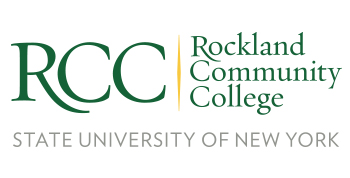 RCC
Rockland
Community
College
STATE UNIVERSITY OF NEW YORK